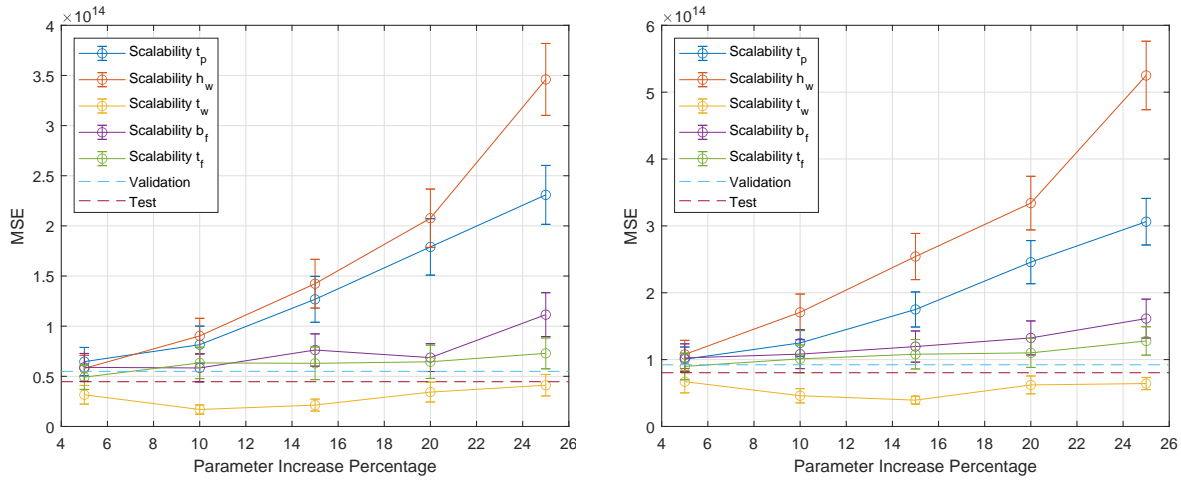 ×10^14
4
3.5
3
2.5
2
1.5
1
0.5
0
MSE
4 6 8 10 12 14 16 18 20 22 24 26
Parameter Increase Percentage
Scalability t_p
Scalability h_w
Scalability t_w
Scalability b_f
Scalability t_f
Validation
Test
×10^14
6
5
4
3
2
1
0
MSE
4 6 8 10 12 14 16 18 20 22 24 26
Parameter Increase Percentage
Scalability t_p
Scalability h_w
Scalability t_w
Scalability b_f
Scalability t_f
Validation
Test